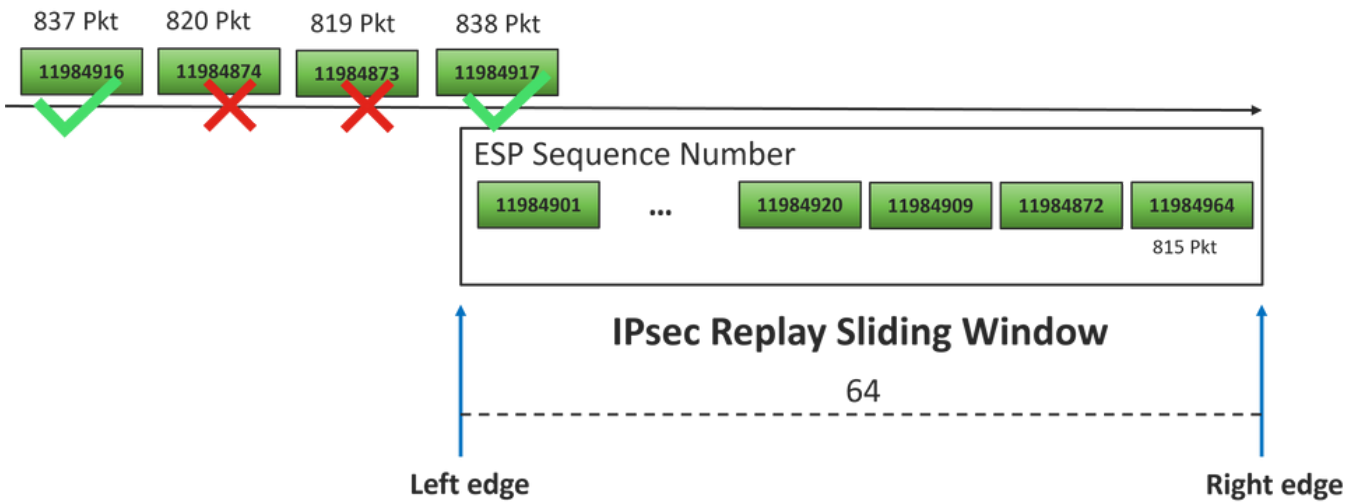 837 Pkt 820 Pkt 819 Pkt 838 Pkt
11984916 11984874 11984873 11984917
ESP Sequence Number
11984901 ... 11984920 11984909 11984872 11984964
815 Pkt
IPsec Replay Sliding Window
64
Left edge Right edge